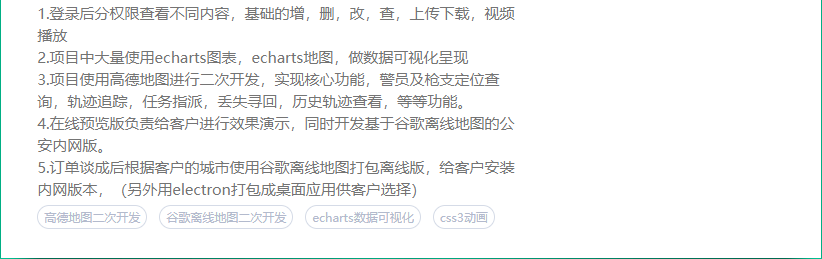 1.登录后分权限查看不同内容，基础的增，删，改，查，上传下载，视频
播放
2.项目中大量使用echarts图表，echarts地图，做数据可视化呈现
3.项目使用高德地图进行二次开发，实现核心功能，警员及枪支定位查
询，轨迹追踪，任务指派，丢失寻回，历史轨迹查看，等等功能。
4.在线预览版负责给客户进行效果演示，同时开发基于谷歌离线地图的公
安内网版。
5.订单谈成后根据客户的城市使用谷歌离线地图打包离线版，给客户安装
内网版本，（另外用electron打包成桌面应用供客户选择）
高德地图二次开发 谷歌离线地图二次开发 echarts数据可视化 css3动画